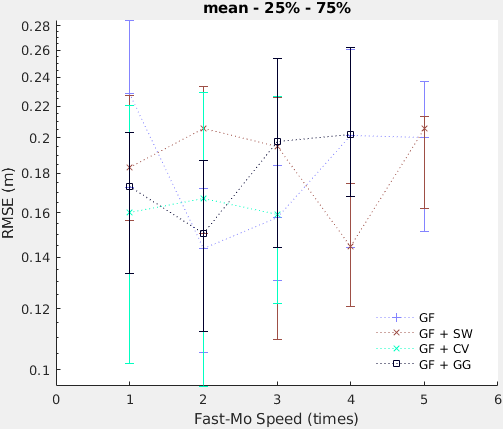 mean - 25% - 75%
0.28
0.26
0.24
0.22
0.2
0.18
0.16
0.14
0.12
0.1
RMSE (m)
0 1 2 3 4 5 6
Fast-Mo Speed (times)
GF
GF + SW
GF + CV
GF + GG